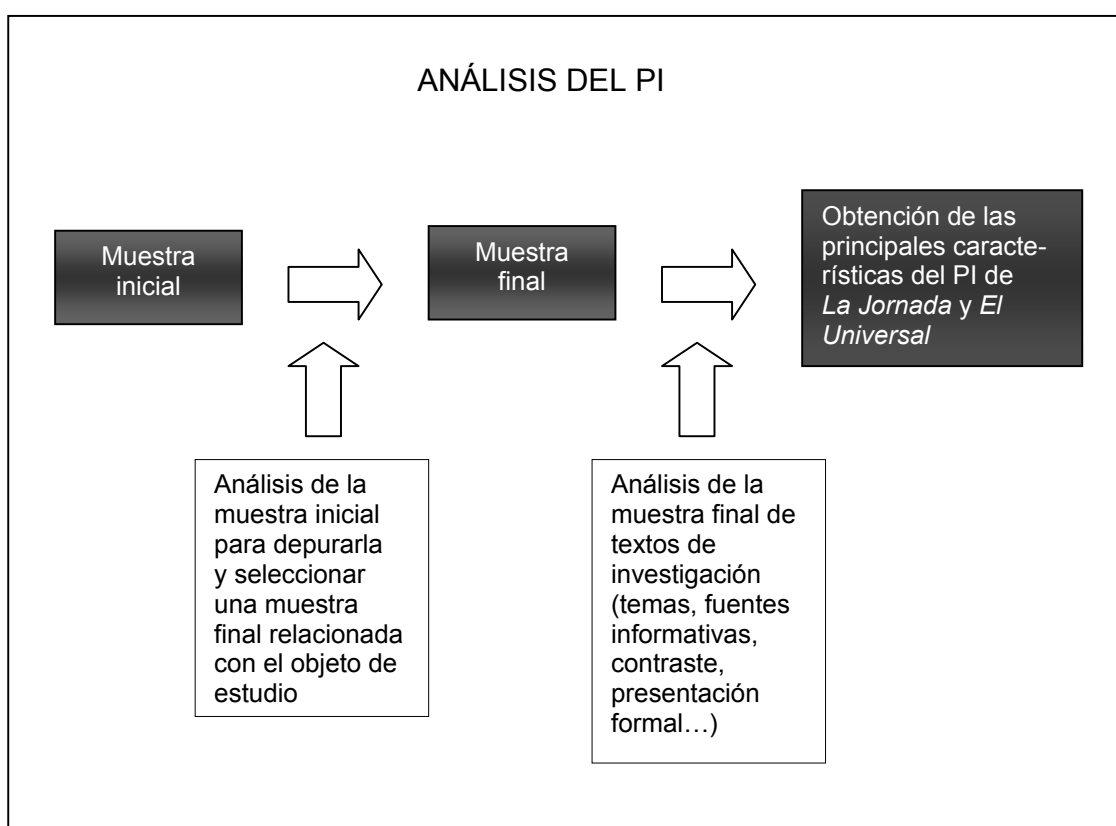 ANÁLISIS DEL PI
Muestra
inicial
Muestra
final
Obtención de las
principales caracte-
rísticas del PI de
La Jornada y El
Universal
Análisis de la
muestra inicial
para depurarla
y seleccionar
una muestra
final relacionada
con el objeto de
estudio
Análisis de la
muestra final de
textos de
investigación
(temas, fuentes
informativas,
contraste,
presentación
formal…)